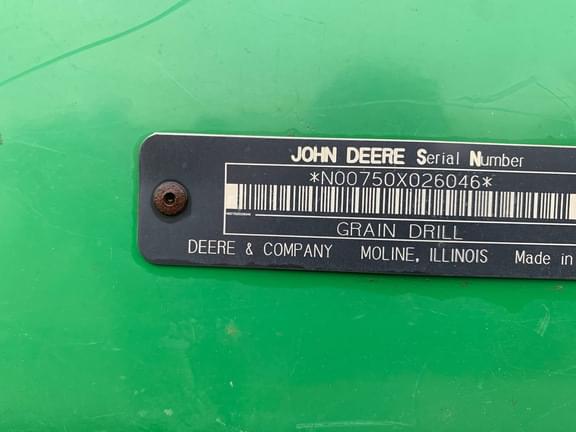 JOHN DEERE Serial Number
*N00750X026046*
GRAIN DRILL
DEERE & COMPANY MOLINE, ILLINOIS Made in